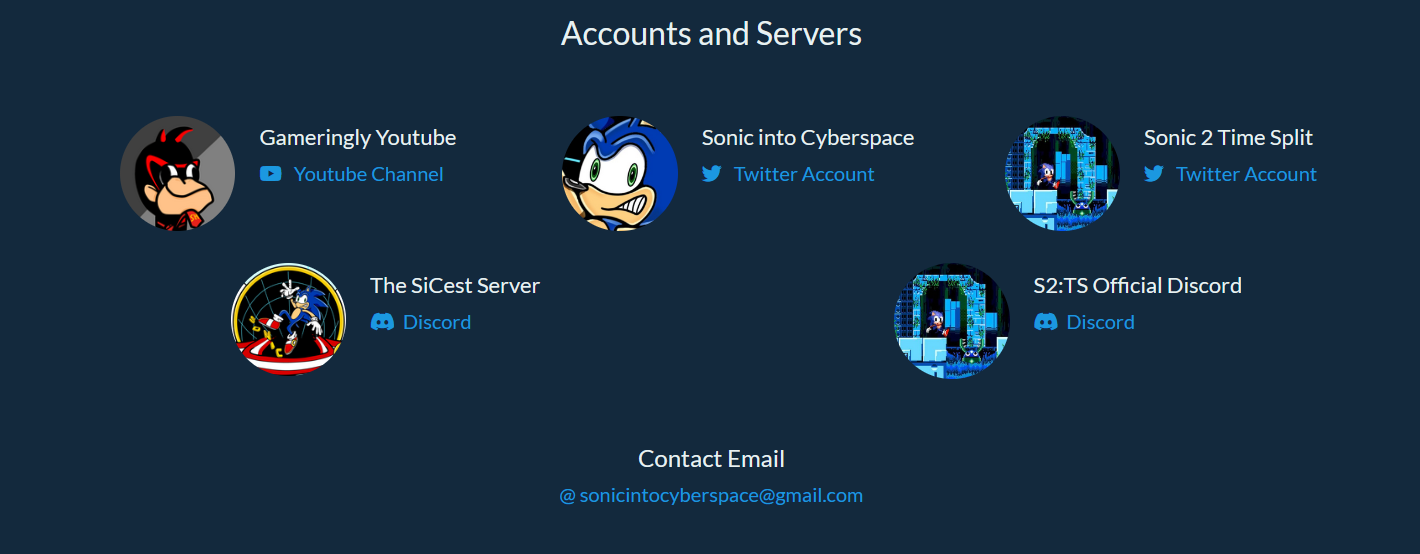 Accounts and Servers
Gameringly Youtube
Youtube Channel
Sonic into Cyberspace
Twitter Account
Sonic 2 Time Split
Twitter Account
The SiCest Server
Discord
S2:TS Official Discord
Discord
Contact Email
@ sonicintocyberspace@gmail.com